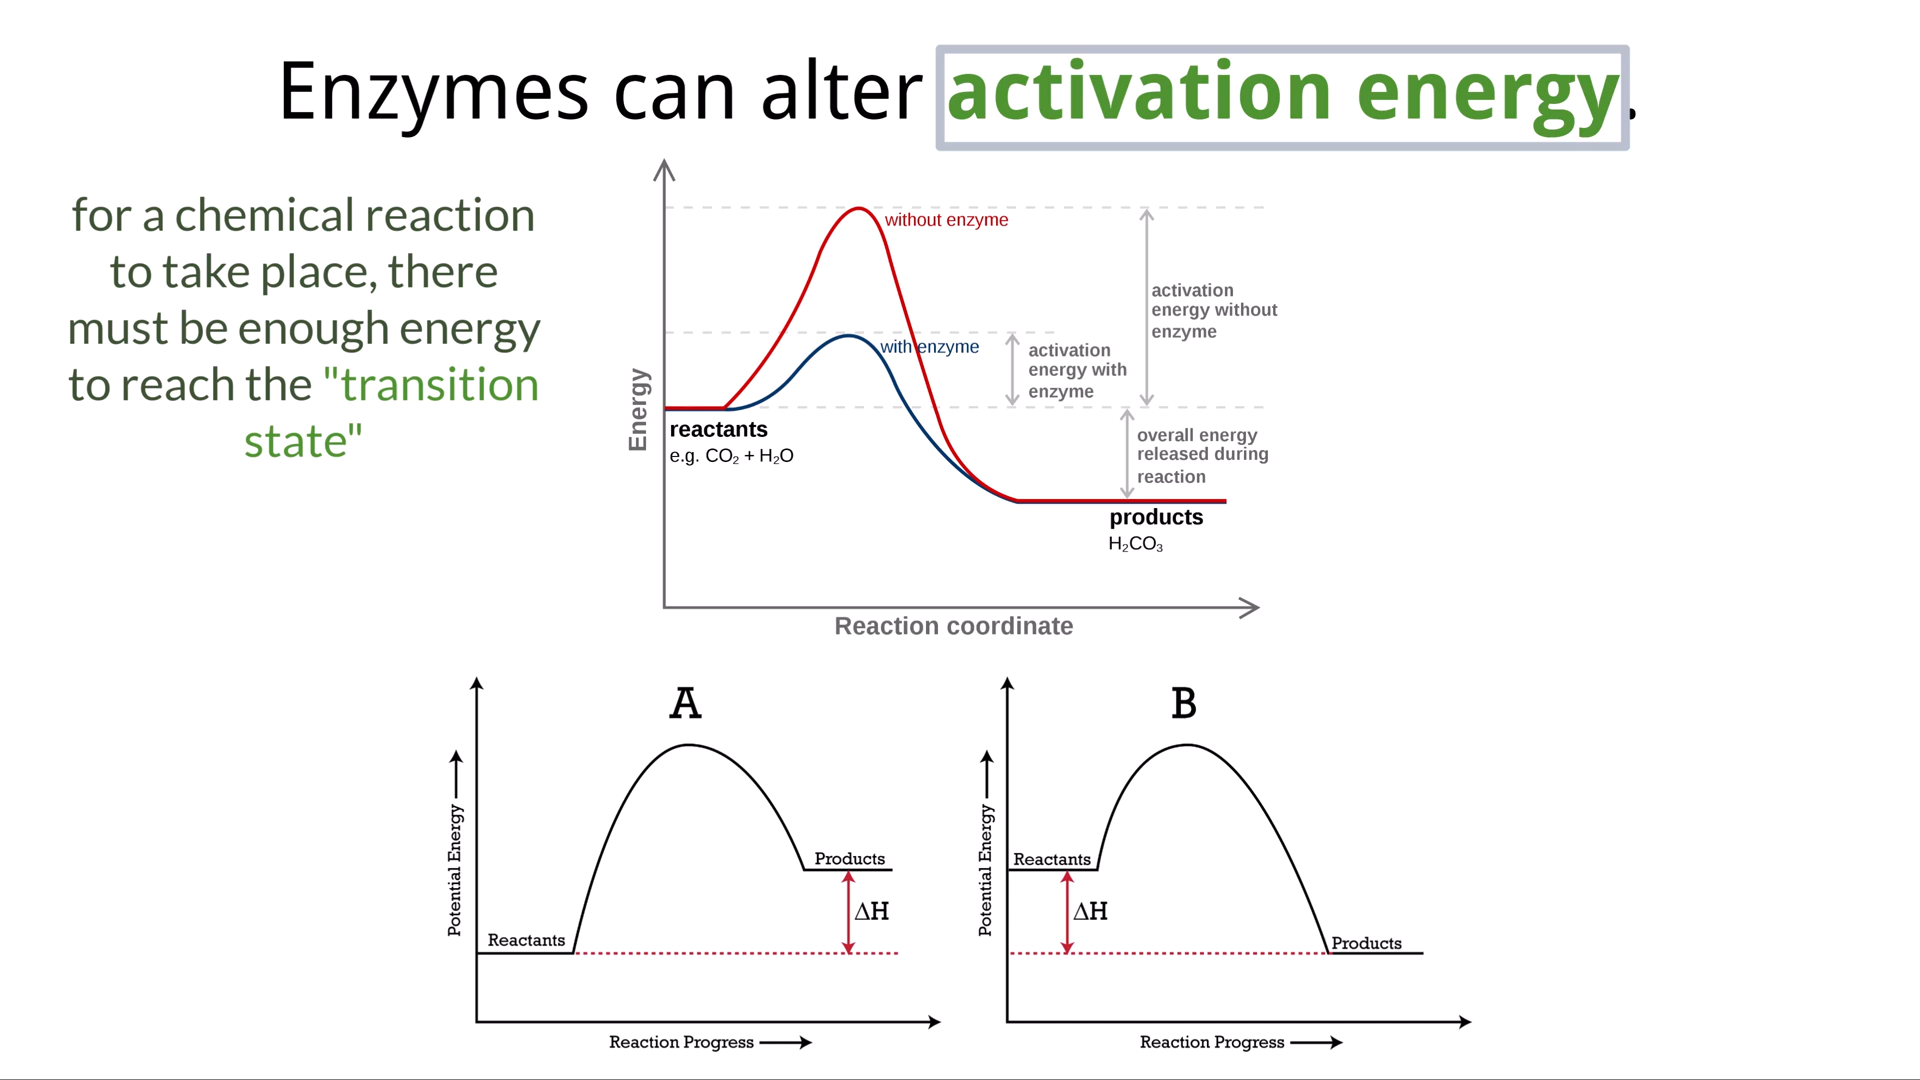 Enzymes can alter activation energy.
for a chemical reaction
to take place, there
must be enough energy
to reach the "transition
state"
without enzyme
with enzyme
activation
energy without
enzyme
activation
energy with
enzyme
Energy
reactants
e.g. CO₂ + H₂O
overall energy
released during
reaction
products
H₂CO₃
Reaction coordinate
A
Potential Energy
Products
ΔH
Reactants
Reaction Progress
B
Potential Energy
Reactants
ΔH
Products
Reaction Progress